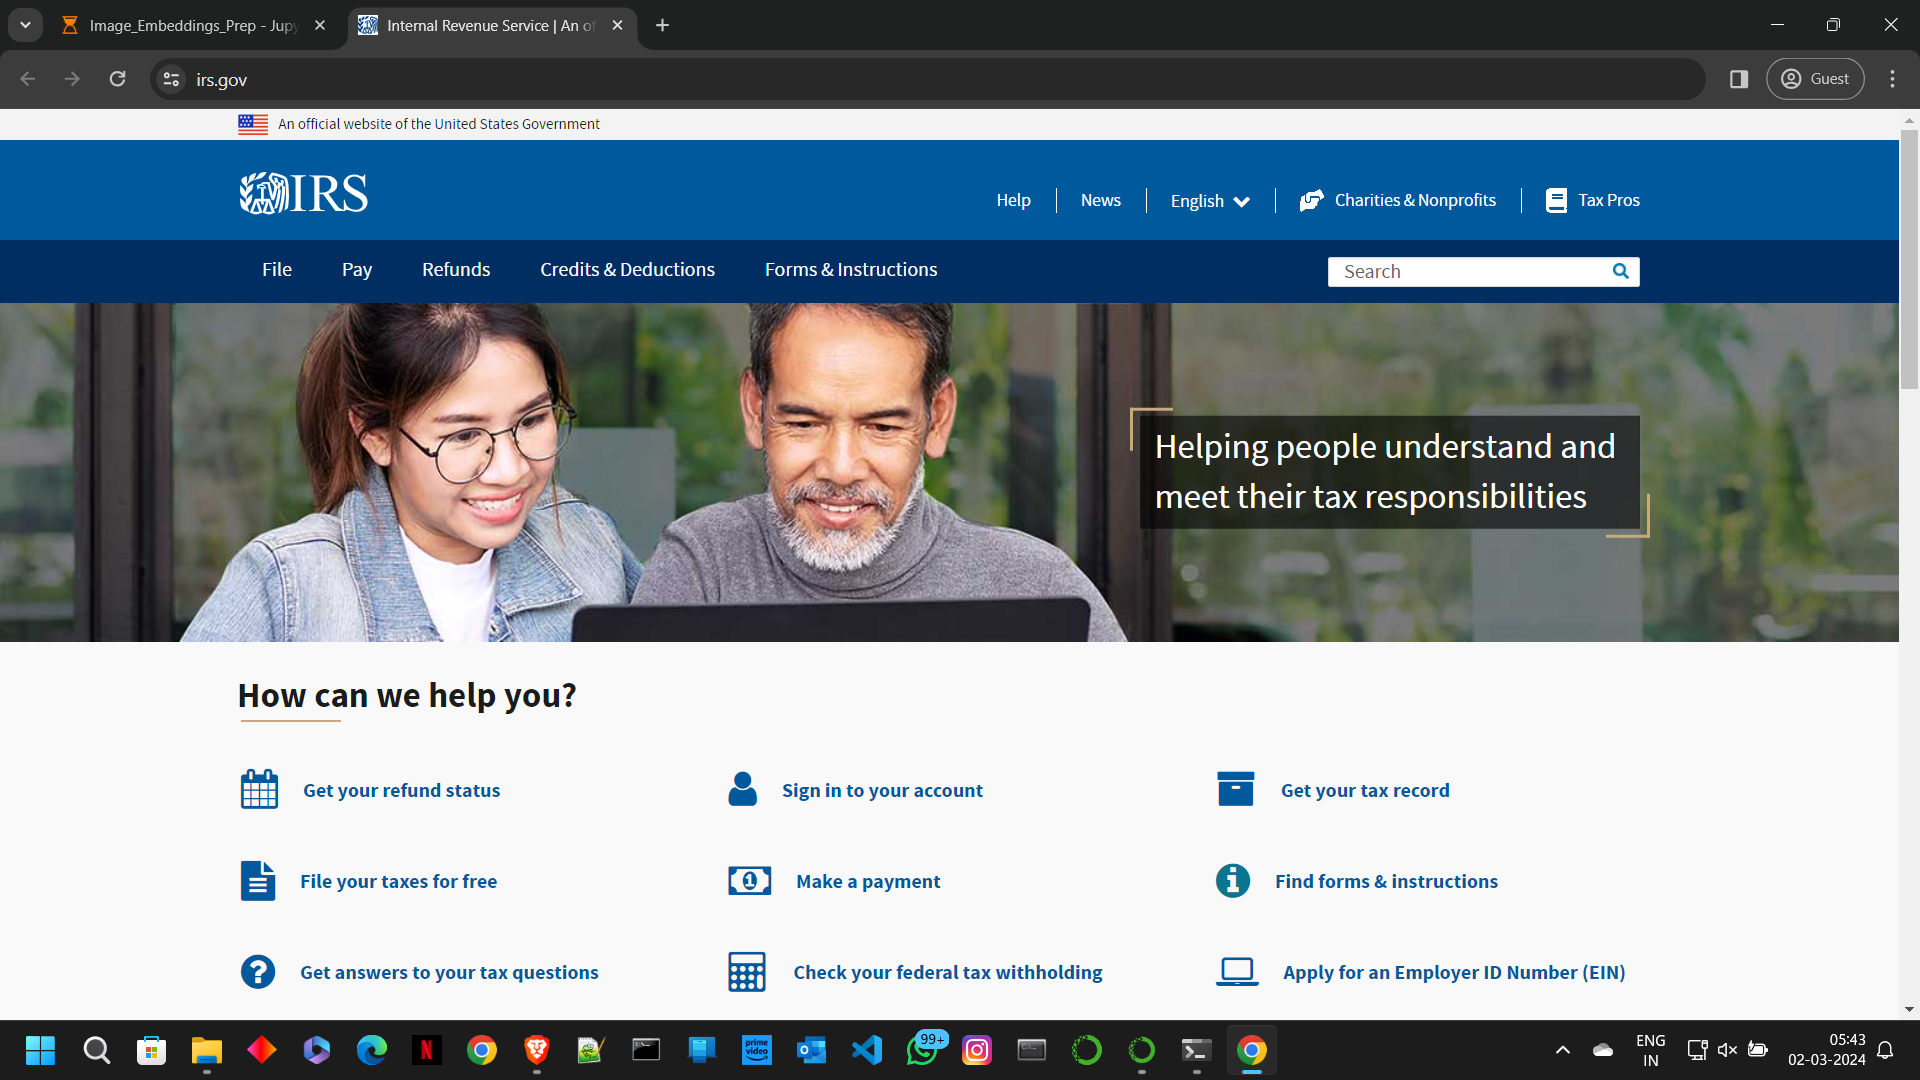 Image_Embeddings_Prep - Jupy
Internal Revenue Service | An of
irs.gov
Guest
An official website of the United States Government
IRS
Help
News
English
Charities & Nonprofits
Tax Pros
File
Pay
Refunds
Credits & Deductions
Forms & Instructions
Search
Helping people understand and
meet their tax responsibilities
How can we help you?
Get your refund status
Sign in to your account
Get your tax record
File your taxes for free
1
Make a payment
Find forms & instructions
Get answers to your tax questions
Check your federal tax withholding
Apply for an Employer ID Number (EIN)
N
prime
video
99+
ENG
IN
05:43
02-03-2024